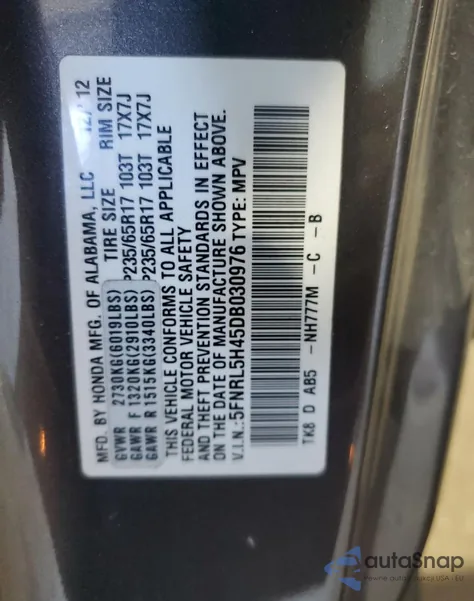 MFD. BY HONDA MFG. OF ALABAMA, LLC 12/12
TIRE SIZE RIM SIZE
GVWR 2730KG(6019LBS)
GAWR F 1320KG(2910LBS) P235/65R17 103T 17X7J
GAWR R 1515KG(3340LBS) P235/65R17 103T 17X7J
THIS VEHICLE CONFORMS TO ALL APPLICABLE
FEDERAL MOTOR VEHICLE SAFETY
AND THEFT PREVENTION STANDARDS IN EFFECT
ON THE DATE OF MANUFACTURE SHOWN ABOVE.
V.I.N.:5FNRL5H45DB030976 TYPE: MPV
TK8 D AB5 -NH777M -C -B
autaSnap